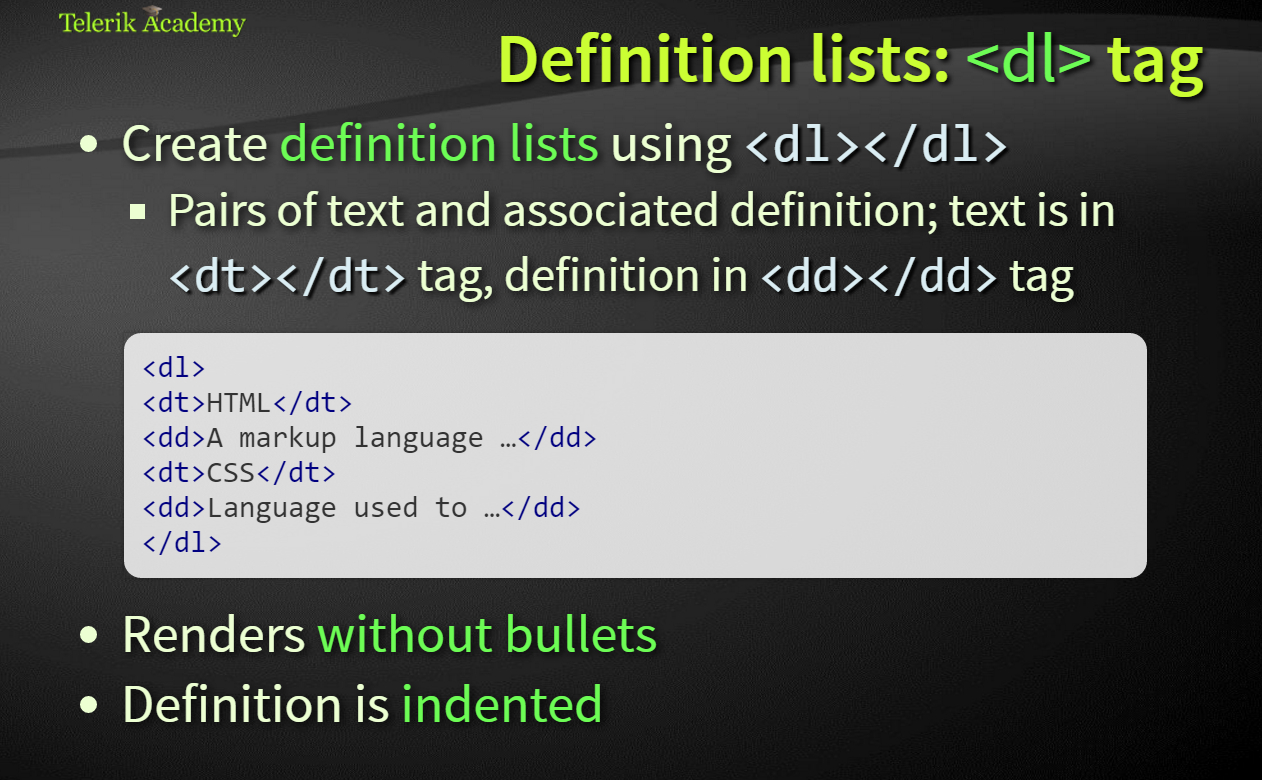 Telerik Academy
Definition lists: <dl> tag
• Create definition lists using <dl></dl>
▪ Pairs of text and associated definition; text is in
<dt></dt> tag, definition in <dd></dd> tag
<dl>
<dt>HTML</dt>
<dd>A markup language …</dd>
<dt>CSS</dt>
<dd>Language used to …</dd>
</dl>
• Renders without bullets
• Definition is indented